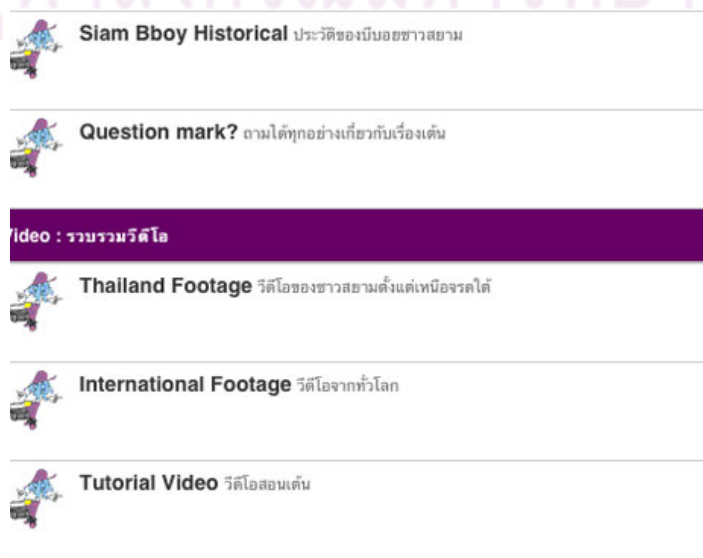 Siam Bboy Historical ประวัติของบีบอยชาวสยาม
Question mark? ถามได้ทุกอย่างเกี่ยวกับเรื่องเต้น
Video : รวบรวมวีดีโอ
Thailand Footage วีดีโอของชาวสยามตั้งแต่เหนือจรดใต้
International Footage วีดีโอจากทั่วโลก
Tutorial Video วีดีโอสอนเต้น